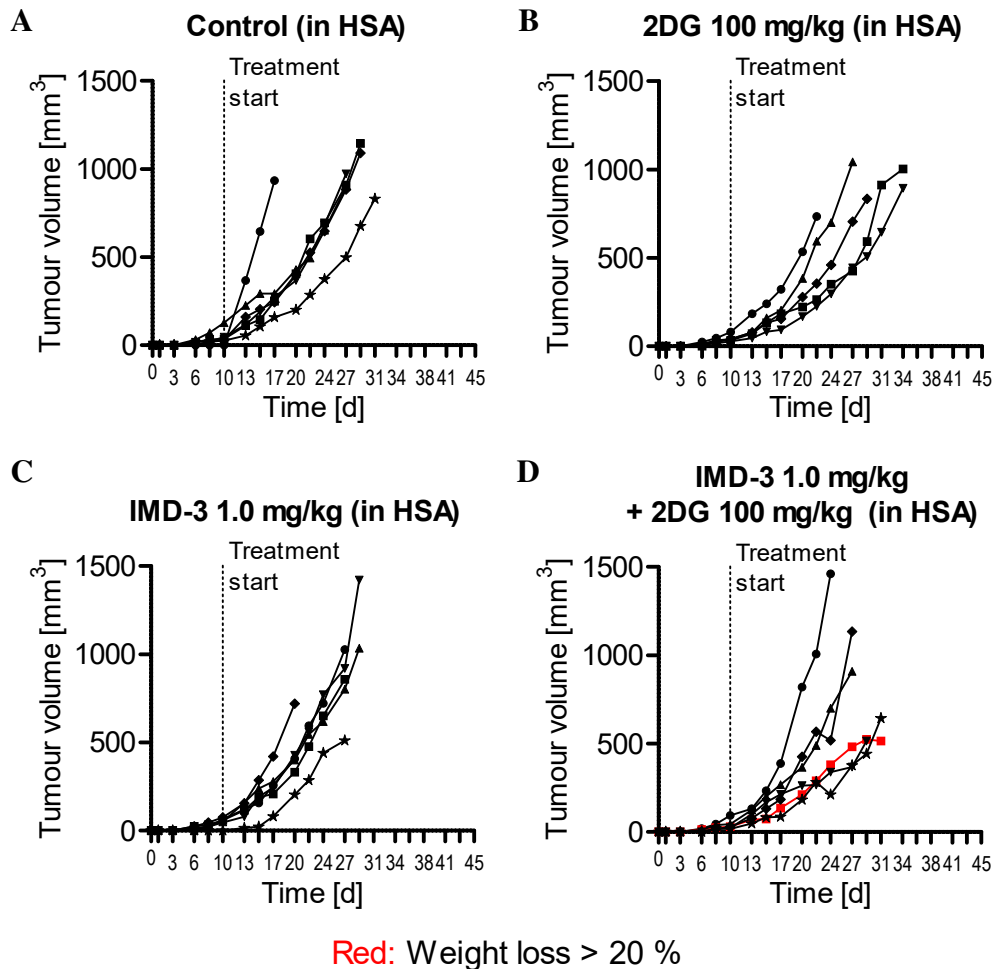 A
Control (in HSA)
Tumour volume [mm³]
1500
1000
500
0
Treatment
start
0 3 6 10 13 17 20 24 27 31 34 38 41 45
Time [d]
B
2DG 100 mg/kg (in HSA)
Tumour volume [mm³]
1500
1000
500
0
Treatment
start
0 3 6 10 13 17 20 24 27 31 34 38 41 45
Time [d]
C
IMD-3 1.0 mg/kg (in HSA)
Tumour volume [mm³]
1500
1000
500
0
Treatment
start
0 3 6 10 13 17 20 24 27 31 34 38 41 45
Time [d]
D
IMD-3 1.0 mg/kg
+ 2DG 100 mg/kg (in HSA)
Tumour volume [mm³]
1500
1000
500
0
Treatment
start
0 3 6 10 13 17 20 24 27 31 34 38 41 45
Time [d]
Red: Weight loss > 20 %